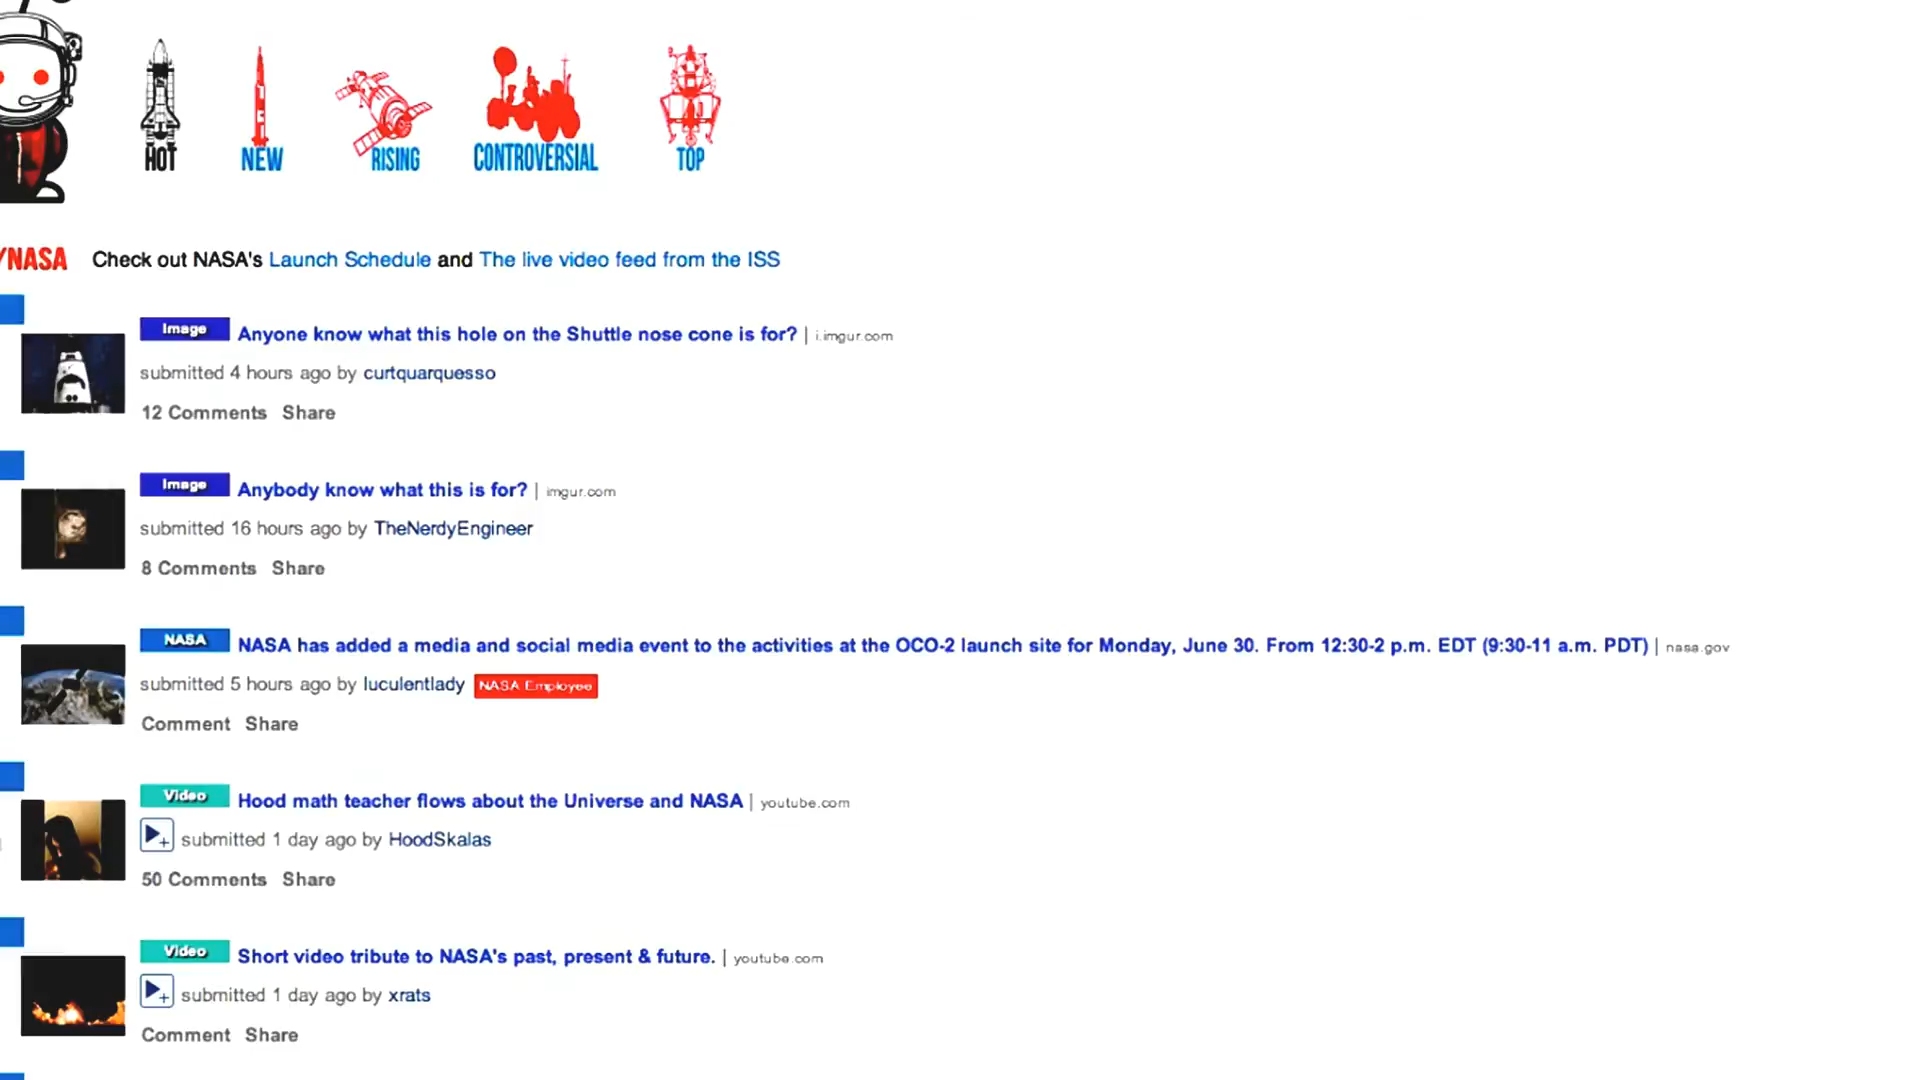 HOT NEW RISING CONTROVERSIAL TOP
/NASA Check out NASA's Launch Schedule and The live video feed from the ISS
Image Anyone know what this hole on the Shuttle nose cone is for? | i.imgur.com
submitted 4 hours ago by curtquarquesso
12 Comments Share
Image Anybody know what this is for? | imgur.com
submitted 16 hours ago by TheNerdyEngineer
8 Comments Share
NASA NASA has added a media and social media event to the activities at the OCO-2 launch site for Monday, June 30. From 12:30-2 p.m. EDT (9:30-11 a.m. PDT) | nasa.gov
submitted 5 hours ago by luculentlady NASA Employee
Comment Share
Video Hood math teacher flows about the Universe and NASA | youtube.com
submitted 1 day ago by HoodSkalas
50 Comments Share
Video Short video tribute to NASA's past, present & future. | youtube.com
submitted 1 day ago by xrats
Comment Share